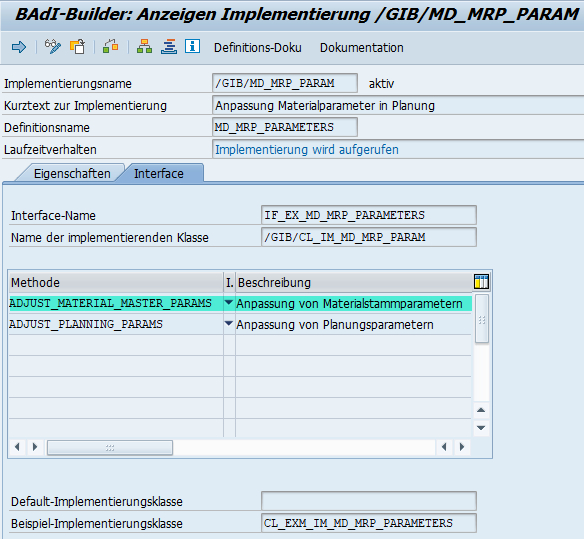 BAdI-Builder: Anzeigen Implementierung /GIB/MD_MRP_PARAM
Definitions-Doku Dokumentation
Implementierungsname /GIB/MD_MRP_PARAM aktiv
Kurztext zur Implementierung Anpassung Materialparameter in Planung
Definitionsname MD_MRP_PARAMETERS
Laufzeitverhalten Implementierung wird aufgerufen
Eigenschaften Interface
Interface-Name IF_EX_MD_MRP_PARAMETERS
Name der implementierenden Klasse /GIB/CL_IM_MD_MRP_PARAM
Methode I. Beschreibung
ADJUST_MATERIAL_MASTER_PARAMS Anpassung von Materialstammparametern
ADJUST_PLANNING_PARAMS Anpassung von Planungsparametern
Default-Implementierungsklasse
Beispiel-Implementierungsklasse CL_EXM_IM_MD_MRP_PARAMETERS